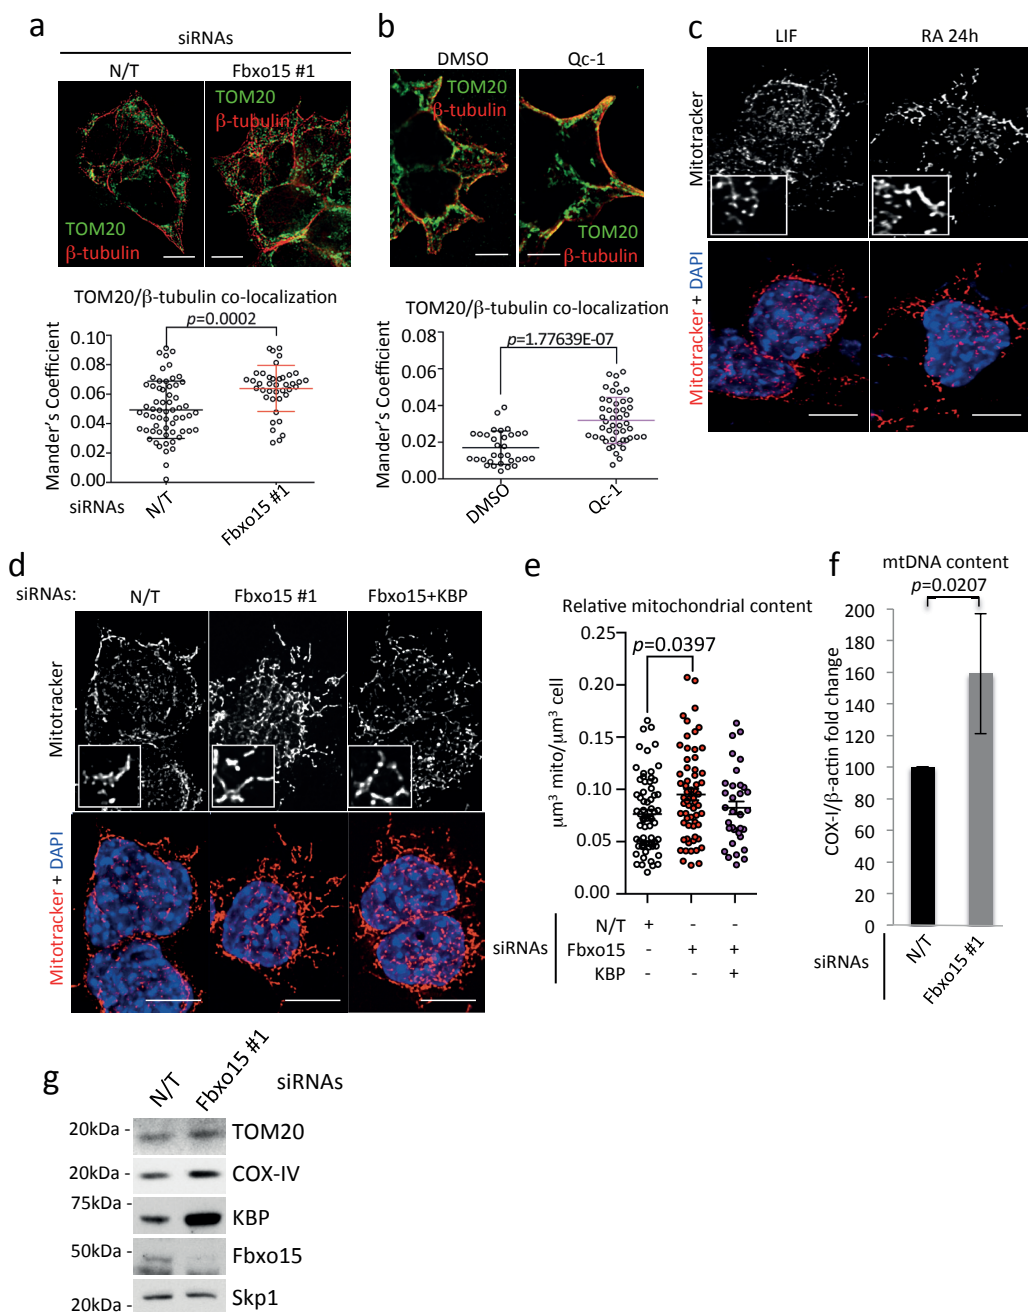 a
siRNAs
N/T
Fbxo15 #1
TOM20
β-tubulin
TOM20
β-tubulin
TOM20/β-tubulin co-localization
p=0.0002
Mander's Coefficient
0.10
0.08
0.06
0.04
0.02
0.00
siRNAs
N/T
Fbxo15 #1
b
DMSO
Qc-1
TOM20
β-tubulin
TOM20
β-tubulin
TOM20/β-tubulin co-localization
p=1.77639E-07
Mander's Coefficient
0.08
0.06
0.04
0.02
0.00
DMSO
Qc-1
c
LIF
RA 24h
Mitotracker
Mitotracker + DAPI
d
siRNAs:
N/T
Fbxo15 #1
Fbxo15+KBP
Mitotracker
Mitotracker + DAPI
e
Relative mitochondrial content
p=0.0397
μm³ mito/μm³ cell
0.25
0.20
0.15
0.10
0.05
0.00
siRNAs
N/T + - -
Fbxo15 - + +
KBP - - +
f
mtDNA content
p=0.0207
COX-I/β-actin fold change
200
180
160
140
120
100
80
60
40
20
0
siRNAs
N/T
Fbxo15 #1
g
N/T
Fbxo15 #1
siRNAs
20kDa - TOM20
20kDa - COX-IV
75kDa -
KBP
50kDa - Fbxo15
20kDa - Skp1